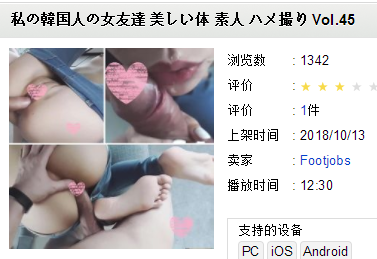 私の韓国人の女友達 美しい体 素人 ハメ撮り Vol.45
浏览数 : 1342
评价 : ★★★★★
评价 : 1件
上架时间 : 2018/10/13
卖家 : Footjobs
播放时间 : 12:30
支持的设备
PC iOS Android